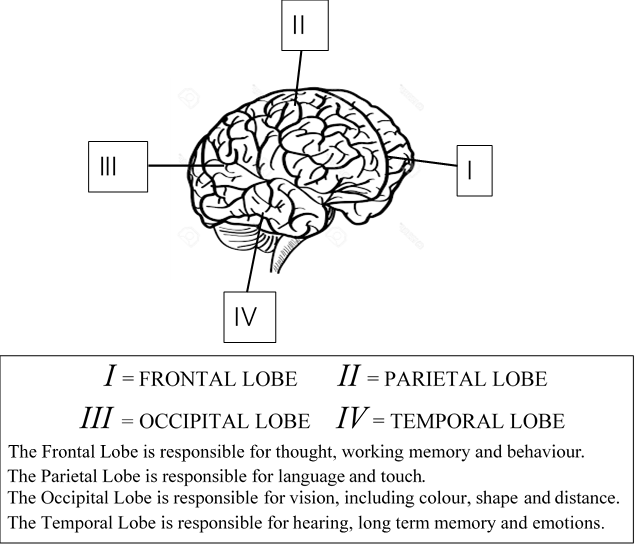 II
III
I
IV
I = FRONTAL LOBE II = PARIETAL LOBE
III = OCCIPITAL LOBE IV = TEMPORAL LOBE
The Frontal Lobe is responsible for thought, working memory and behaviour.
The Parietal Lobe is responsible for language and touch.
The Occipital Lobe is responsible for vision, including colour, shape and distance.
The Temporal Lobe is responsible for hearing, long term memory and emotions.